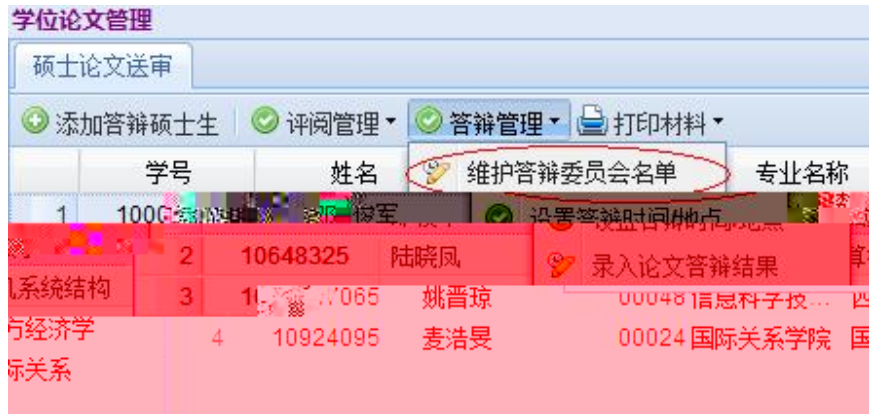 学位论文管理
硕士论文送审
添加答辩硕士生 评阅管理 答辩管理 打印材料
学号 姓名 维护答辩委员会名单 专业名称
1 俊军 设置答辩时间/地点
2 10648325 陆晓凤 录入论文答辩结果
系统结构 3 065 姚晋琼 00048 信息科学技...
方经济学 4 10924095 麦浩旻 00024 国际关系学院 国
际关系